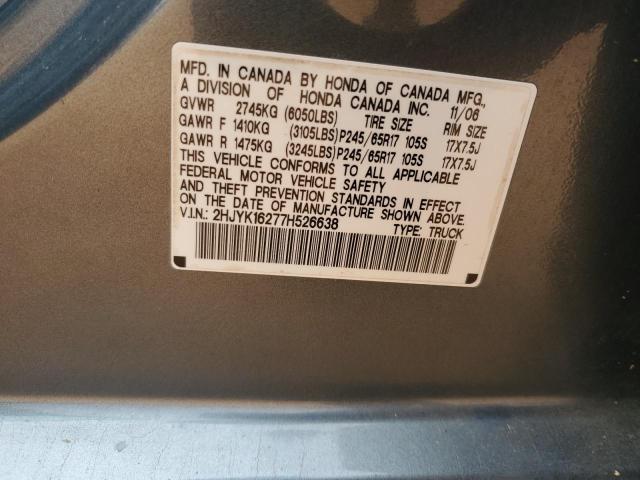 MFD. IN CANADA BY HONDA OF CANADA MFG.,
A DIVISION OF HONDA CANADA INC. 11/06
GVWR 2745KG (6050LBS) TIRE SIZE RIM SIZE
GAWR F 1410KG (3105LBS) P245/65R17 105S 17X7.5J
GAWR R 1475KG (3245LBS) P245/65R17 105S 17X7.5J
THIS VEHICLE CONFORMS TO ALL APPLICABLE
FEDERAL MOTOR VEHICLE SAFETY
AND THEFT PREVENTION STANDARDS IN EFFECT
ON THE DATE OF MANUFACTURE SHOWN ABOVE.
V.I.N.: 2HJYK16277H526638 TYPE: TRUCK